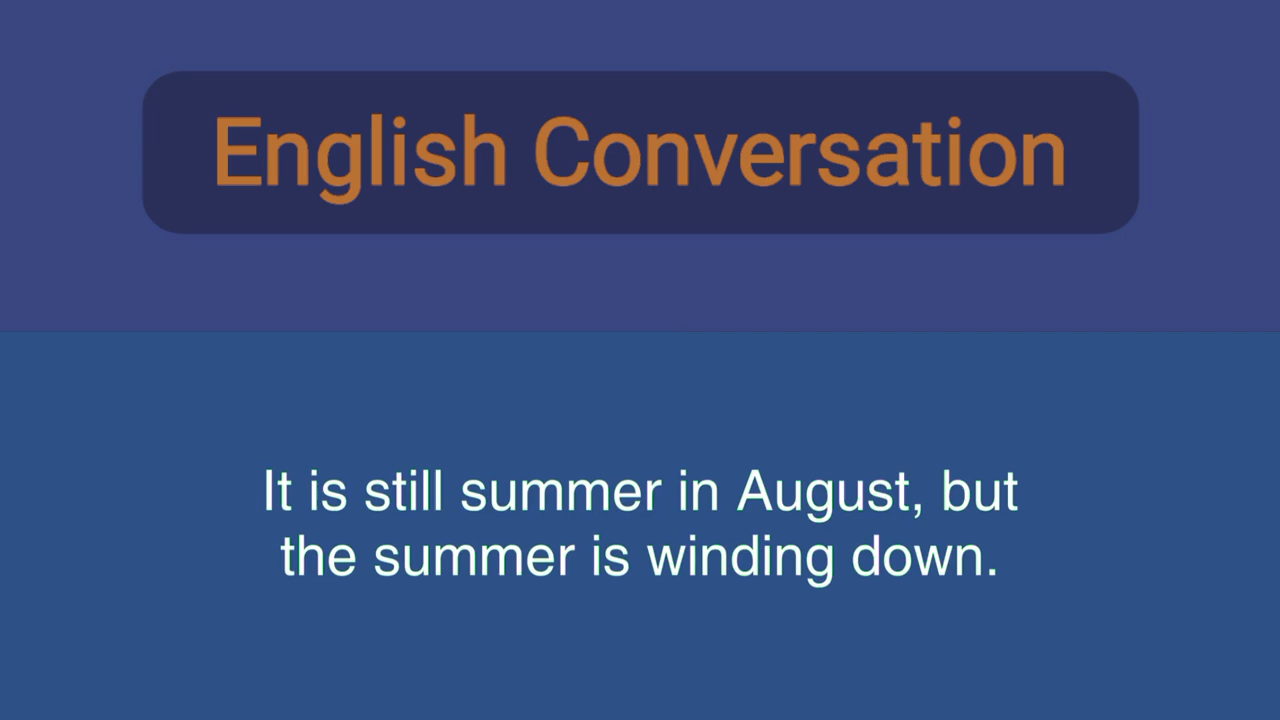 English Conversation
It is still summer in August, but
the summer is winding down.